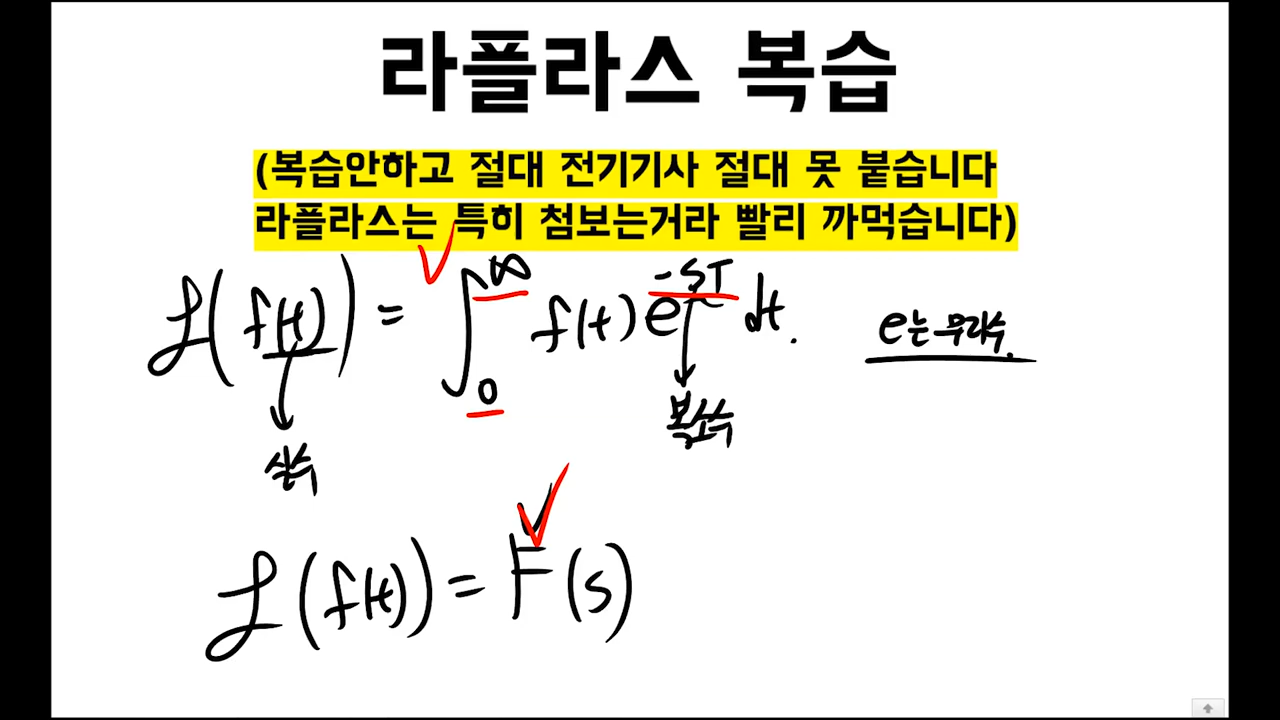 라플라스 복습
(복습안하고 절대 전기기사 절대 못 붙습니다
라플라스는 특히 첨보는거라 빨리 까먹습니다)
ℒ(f(t)) = ∫₀^∞ f(t) e^(-ST) dt.
e는 무리수.
실수
복소수
ℒ(f(t)) = F(s)